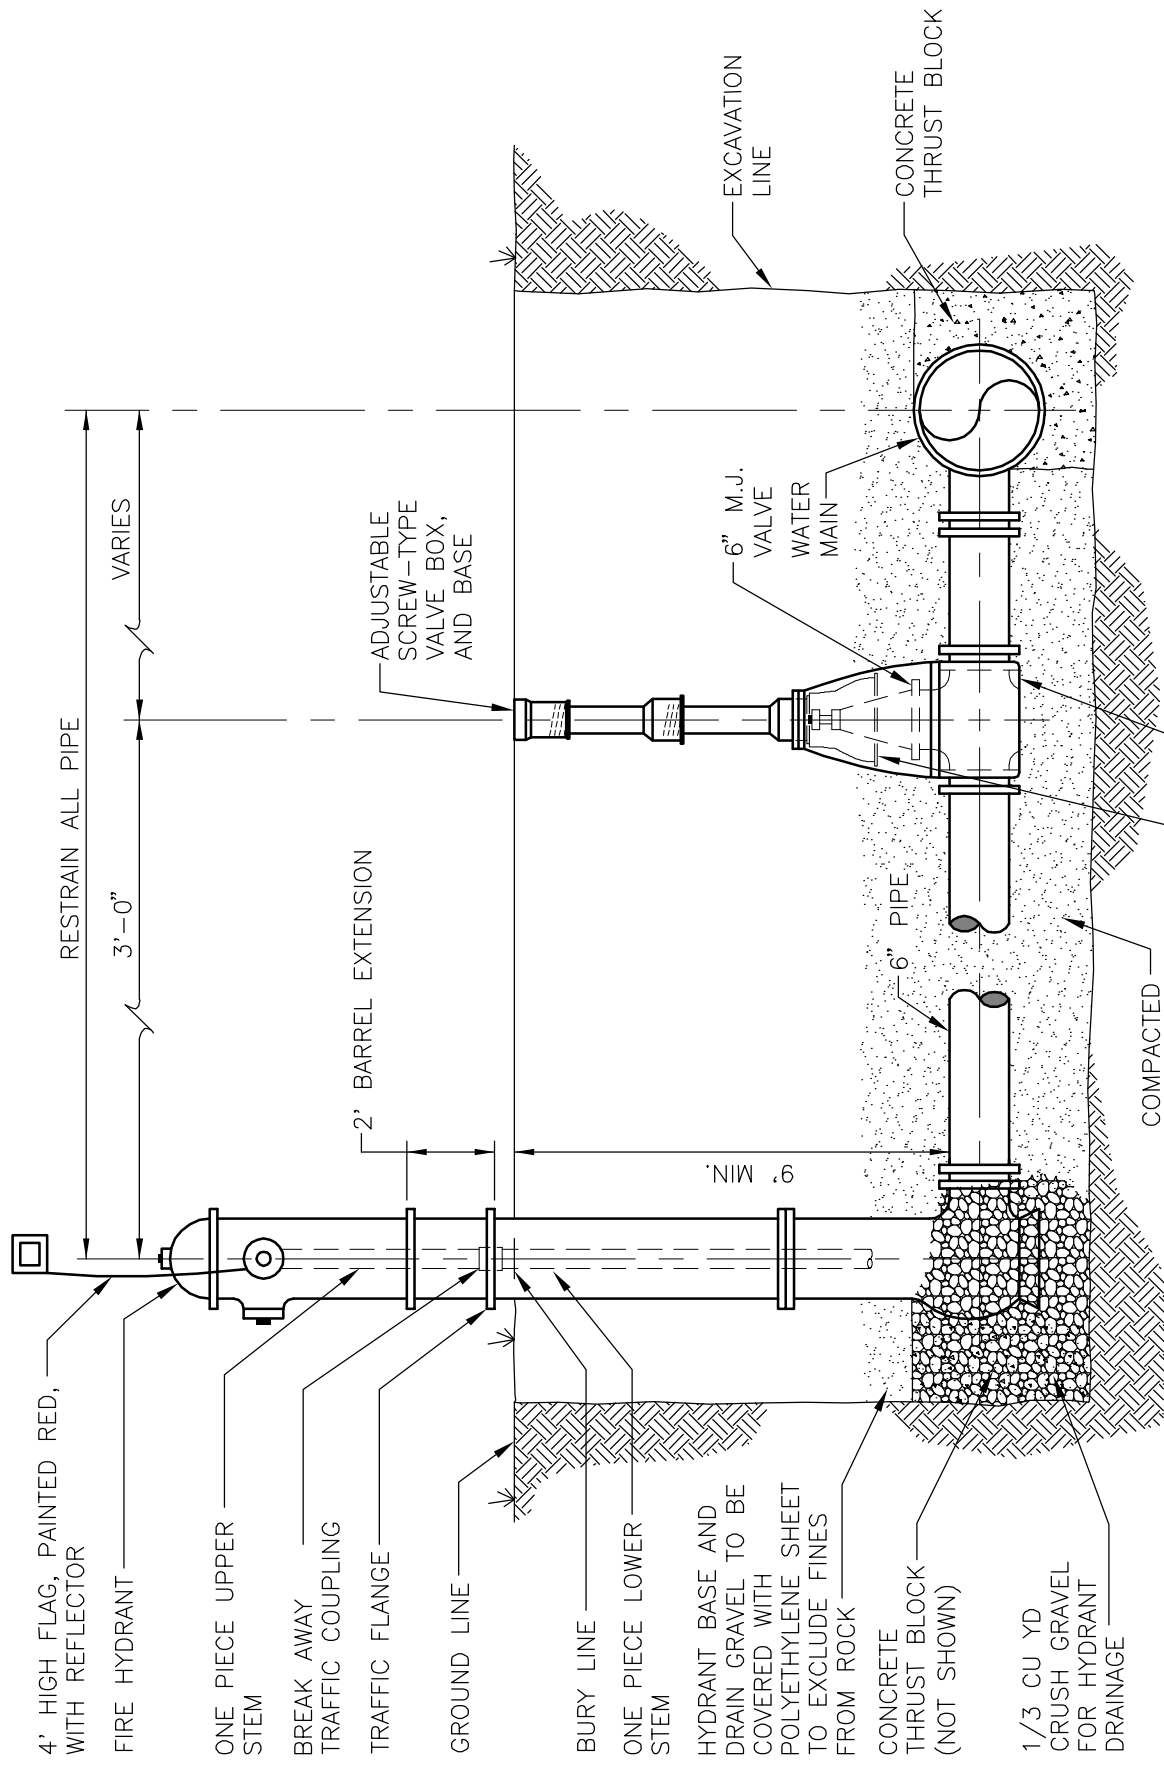 4' HIGH FLAG, PAINTED RED,
WITH REFLECTOR
FIRE HYDRANT
ONE PIECE UPPER
STEM
BREAK AWAY
TRAFFIC COUPLING
TRAFFIC FLANGE
GROUND LINE
BURY LINE
ONE PIECE LOWER
STEM
HYDRANT BASE AND
DRAIN GRAVEL TO BE
COVERED WITH
POLYETHYLENE SHEET
TO EXCLUDE FINES
FROM ROCK
CONCRETE
THRUST BLOCK
(NOT SHOWN)
1/3 CU YD
CRUSH GRAVEL
FOR HYDRANT
DRAINAGE
RESTRAIN ALL PIPE
3'-0"
VARIES
2' BARREL EXTENSION
9' MIN.
ADJUSTABLE
SCREW-TYPE
VALVE BOX,
AND BASE
6" M.J.
VALVE
WATER
MAIN
6" PIPE
COMPACTED
EXCAVATION
LINE
CONCRETE
THRUST BLOCK